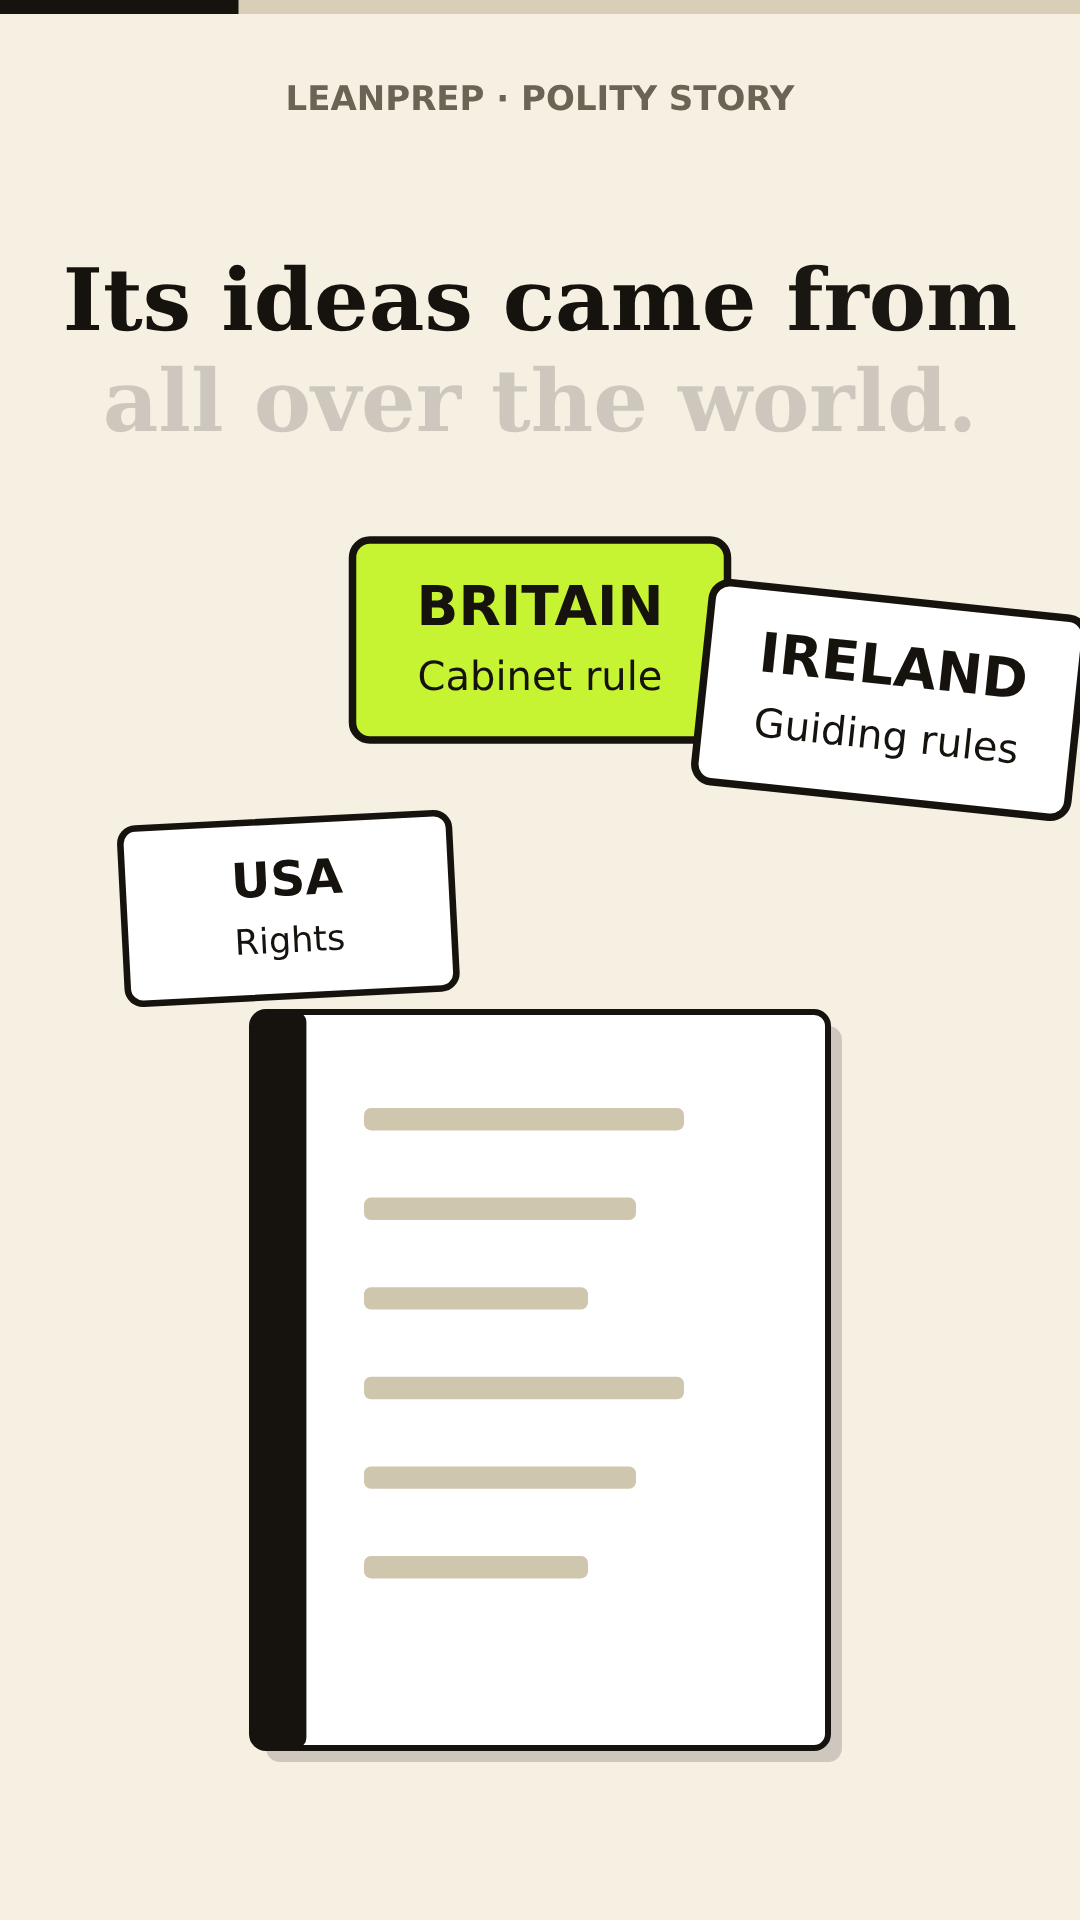 LEANPREP · POLITY STORY
Its ideas came from
all over the world.
BRITAIN
Cabinet rule
IRELAND
Guiding rules
USA
Rights